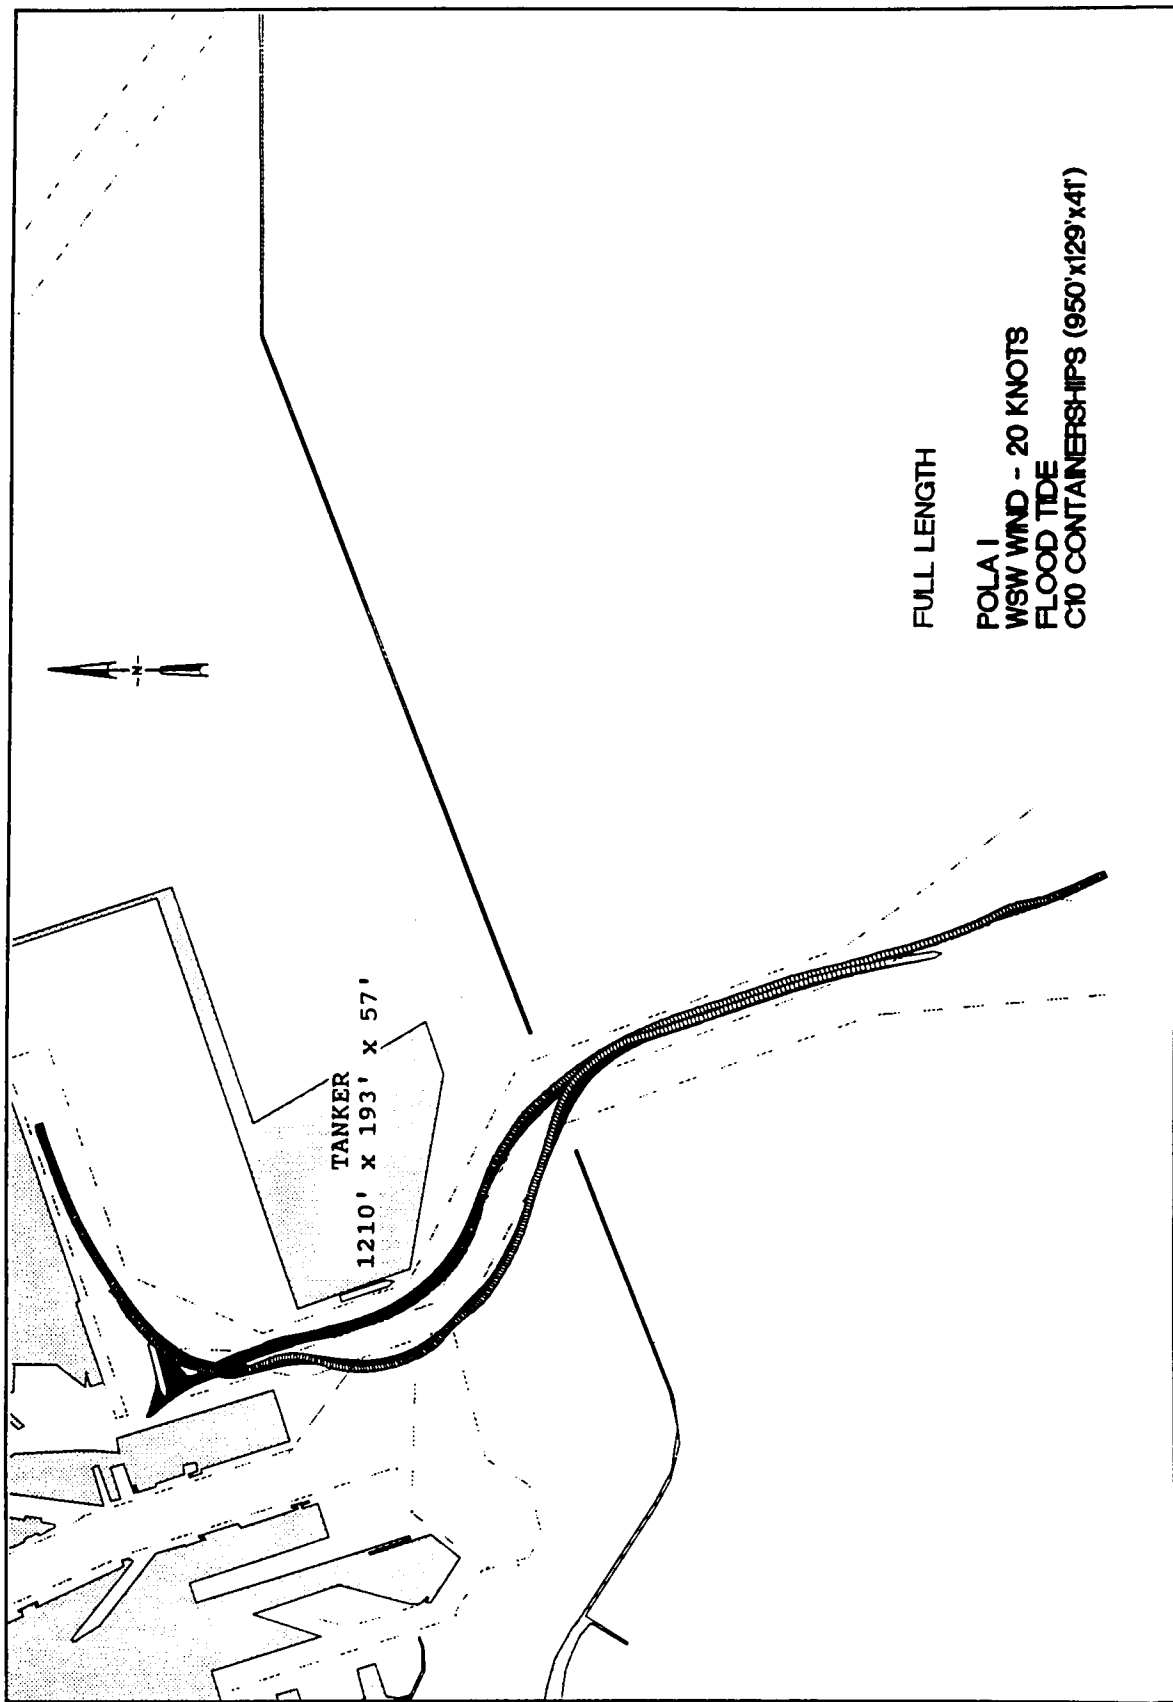 -N-
TANKER
1210' x 193' x 57'
FULL LENGTH
POLA I
WSW WIND - 20 KNOTS
FLOOD TIDE
C10 CONTAINERSHIPS (950'x129'x41')